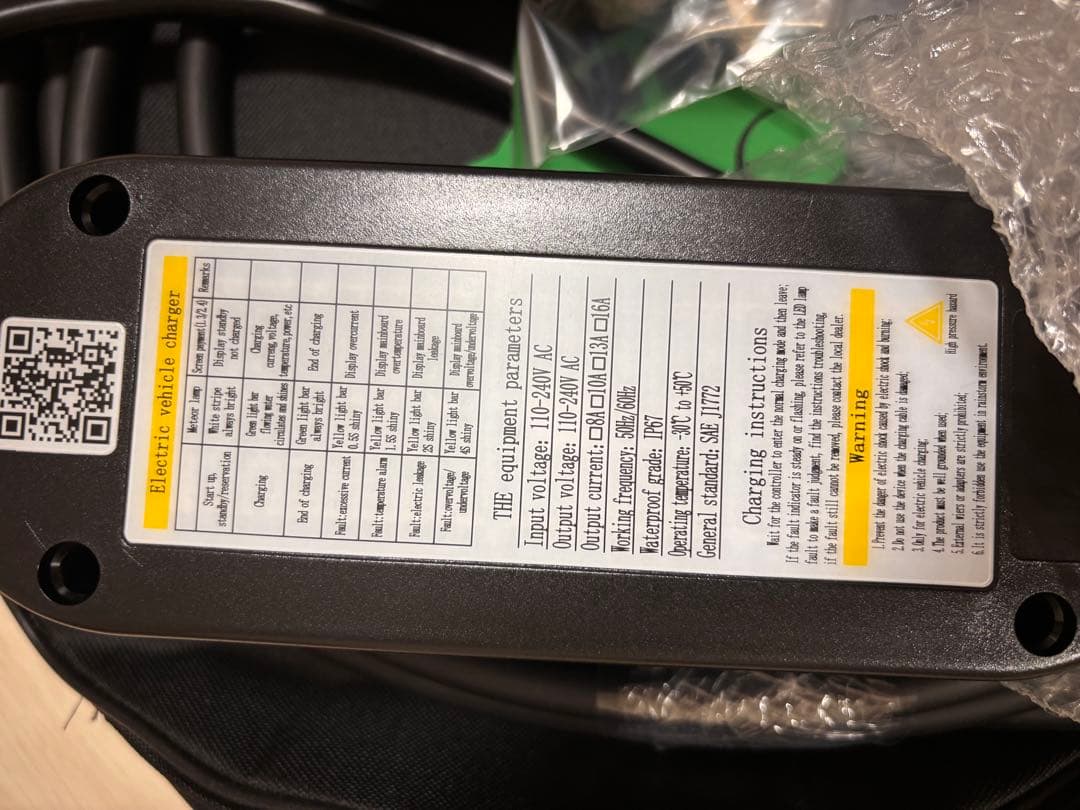 Electric vehicle charger
Meteor lamp Screen payment(1.3/2.4) Remarks
Start up, standby/reservation White stripe always bright Display standby not charged
Charging Green light bar flowing water circulates and shines Charging current, voltage, temperature, power, etc
End of charging Green light bar always bright End of charging
Fault:excessive current Yellow light bar 0.5S shiny Display overcurrent
Fault:temperature alarm Yellow light bar 1.5S shiny Display mainboard overtemperature
Fault:electric leakage Yellow light bar 2S shiny Display mainboard leakage
Fault:overvoltage/ undervoltage Yellow light bar 4S shiny Display mainboard overvoltage/undervoltage
THE equipment parameters
Input voltage: 110-240V AC
Output voltage: 110-240V AC
Output current:□8A□10A□13A□16A
Working frequency: 50Hz/60Hz
Waterproof grade: IP67
Operating tamperature: -30℃ to +50℃
General standard: SAE J1772
Charging instructions
Wait for the controller to enter the normal charging mode and then leave;
If the fault indicator is steady on or flashing, please refer to the LED lamp
fault to make a fault judgment, find the instructions troubleshooting,
if the fault still cannot be removed, please contact the local dealer.
Warning
1.Prevent the danger of electric shock caused by electric shock and burning;
2.Do not use the device when the charging cable is damaged;
3.Only for electric vehicle charging;
4.The product must be well grounded when used;
5.External wires or adapters are strictly prohibited;
6.It is strictly forbidden use the equipment in rainstorm environment
High pressure hazard